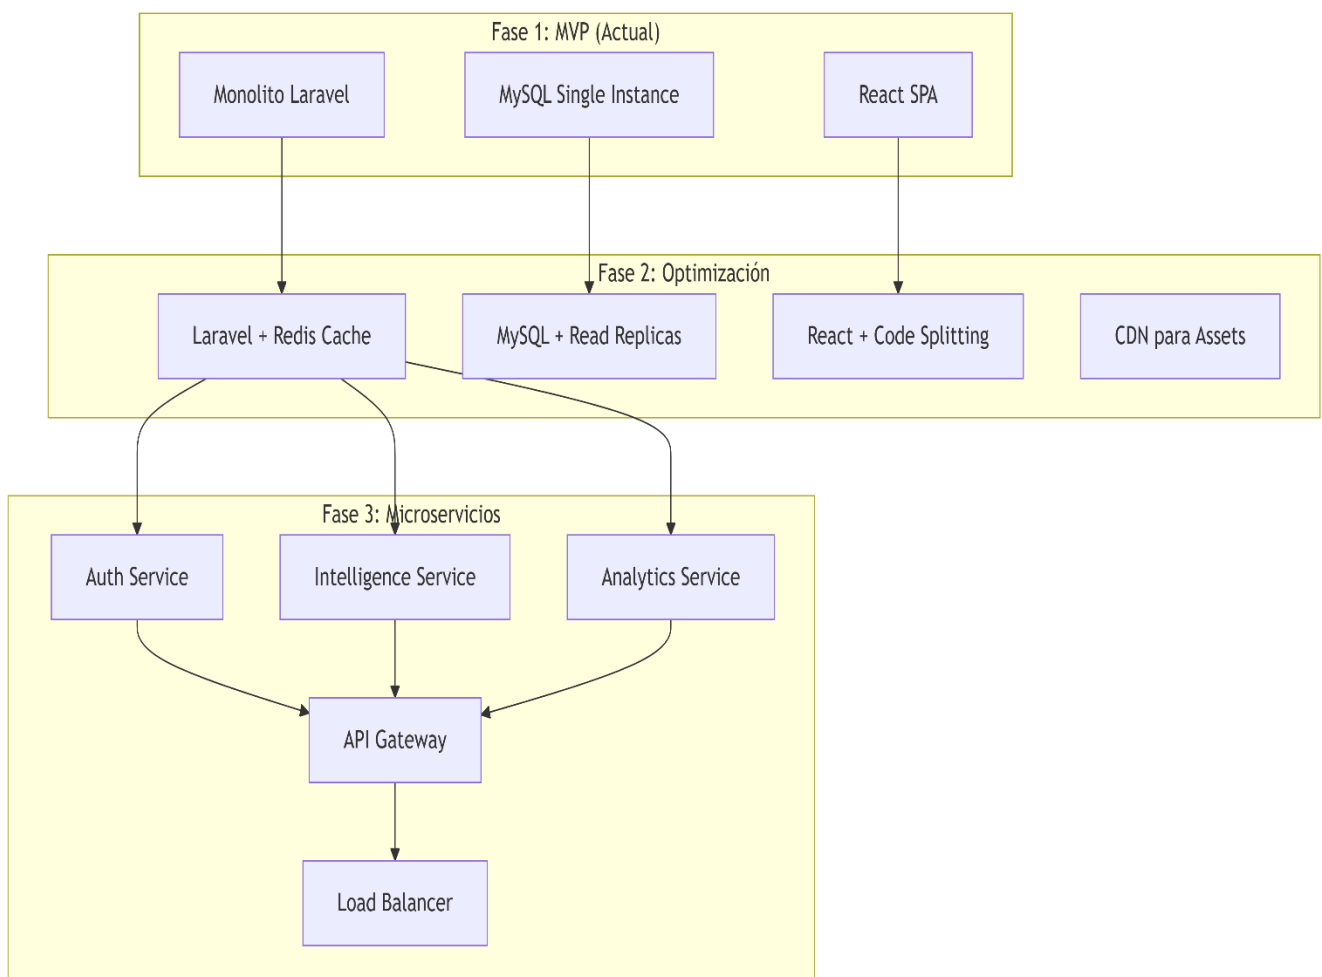 Fase 1: MVP (Actual)
Monolito Laravel
MySQL Single Instance
React SPA
Fase 2: Optimización
Laravel + Redis Cache
MySQL + Read Replicas
React + Code Splitting
CDN para Assets
Fase 3: Microservicios
Auth Service
Intelligence Service
Analytics Service
API Gateway
Load Balancer